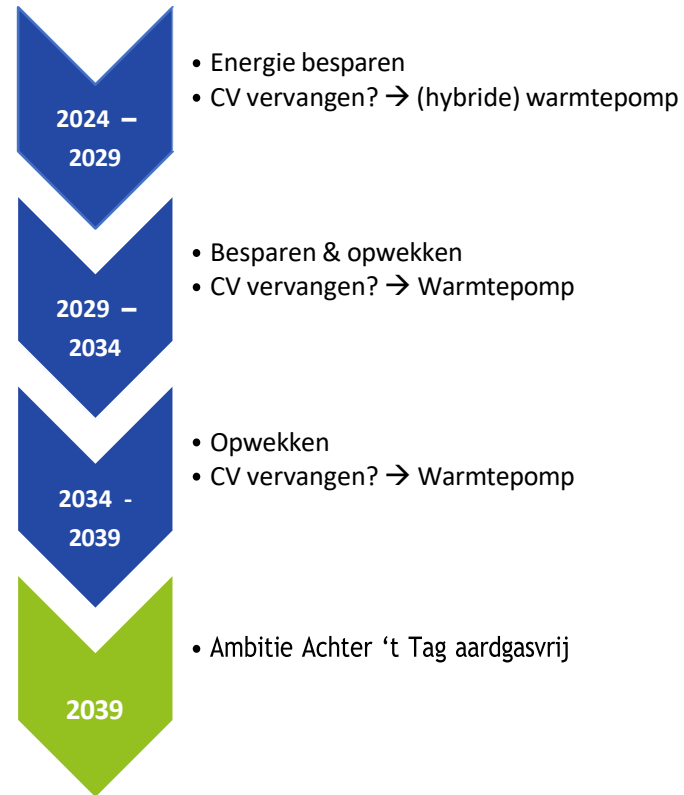 2024 –
2029
• Energie besparen
• CV vervangen? → (hybride) warmtepomp
2029 –
2034
• Besparen & opwekken
• CV vervangen? → Warmtepomp
2034 -
2039
• Opwekken
• CV vervangen? → Warmtepomp
2039
• Ambitie Achter ‘t Tag aardgasvrij